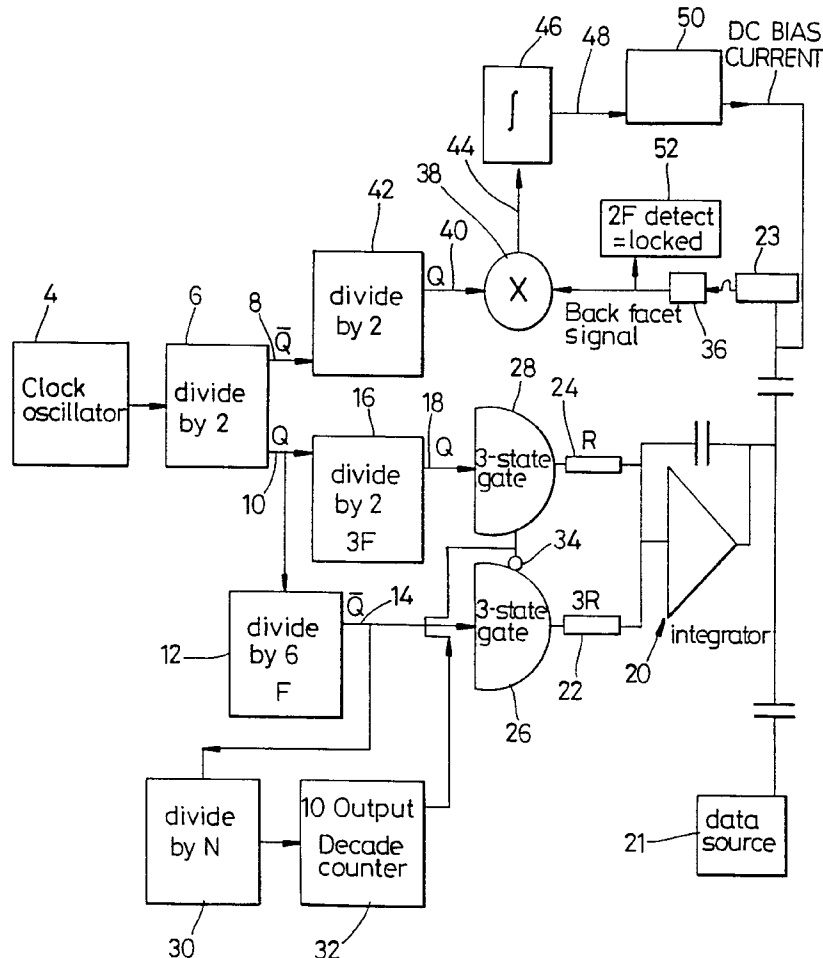 46
50
DC BIAS
CURRENT
48
∫
52
44
38
42
2F detect
=locked
23
40
Q
X
divide
by 2
Back facet
signal
36
4
6
8
Q̅
Clock
oscillator
divide
by 2
Q
10
16
18
Q
28
24
R
3-state
gate
divide
by 2
3F
34
Q̅
14
3-state
gate
3R
12
divide
by 6
F
22
20
integrator
26
divide
by N
10 Output
Decade
counter
21
data
source
30
32